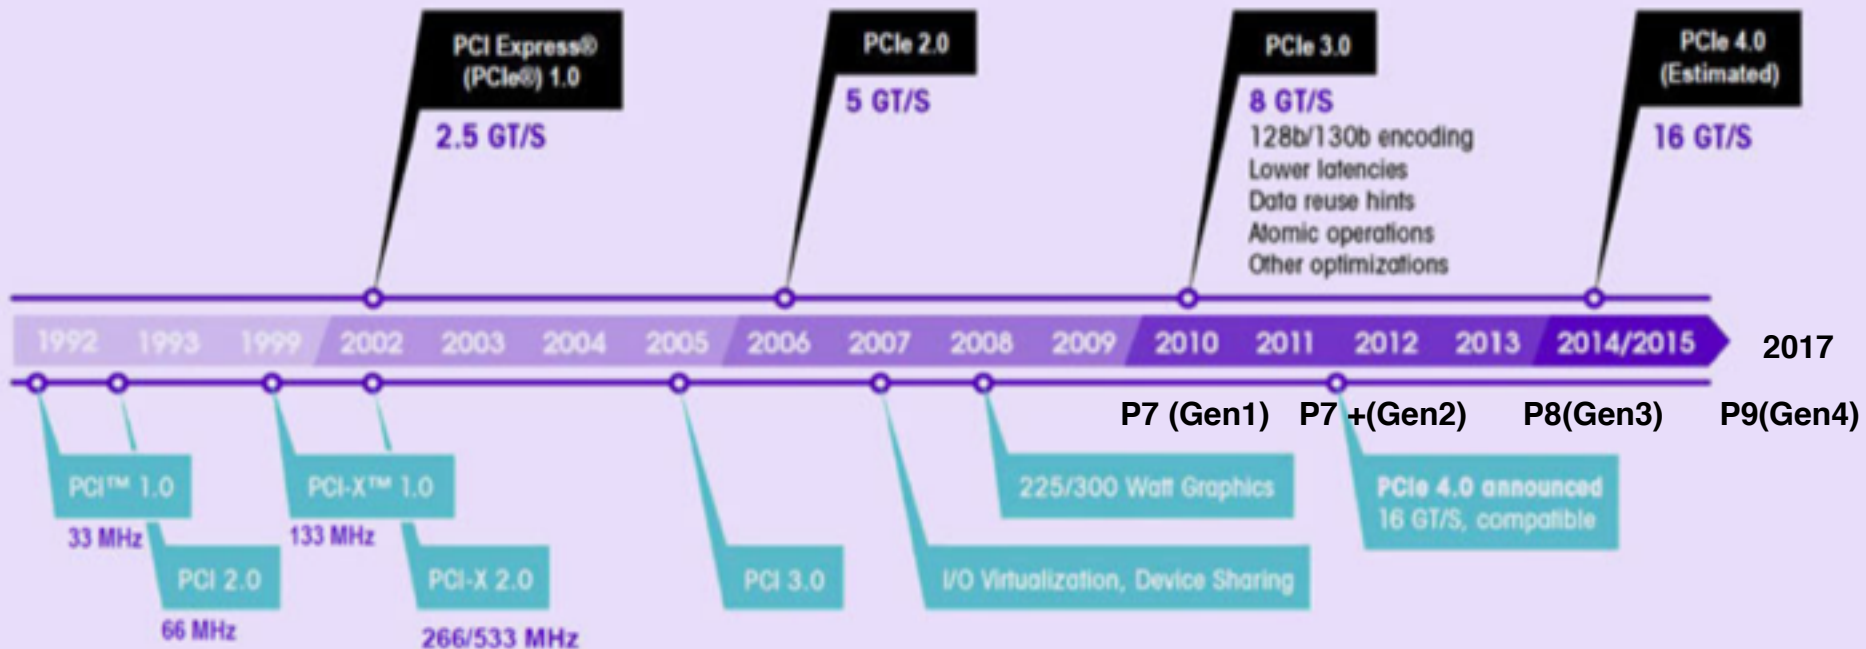 PCI Express®
(PCIe®) 1.0
2.5 GT/S
PCIe 2.0
5 GT/S
PCIe 3.0
8 GT/S
128b/130b encoding
Lower latencies
Data reuse hints
Atomic operations
Other optimizations
PCIe 4.0
(Estimated)
16 GT/S
1992 1993 1999 2002 2003 2004 2005 2006 2007 2008 2009 2010 2011 2012 2013 2014/2015 2017
P7 (Gen1) P7 +(Gen2) P8(Gen3) P9(Gen4)
PCI™ 1.0
33 MHz
PCI 2.0
66 MHz
PCI-X™ 1.0
133 MHz
PCI-X 2.0
266/533 MHz
PCI 3.0
I/O Virtualization, Device Sharing
225/300 Watt Graphics
PCIe 4.0 announced
16 GT/S, compatible